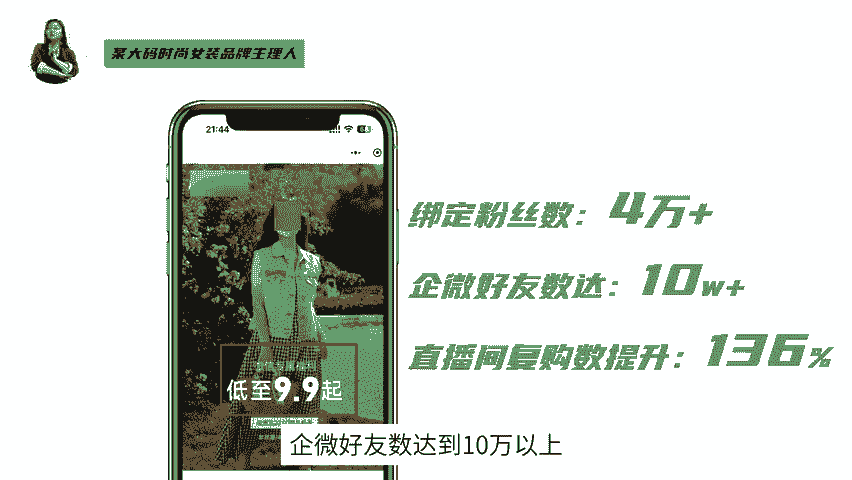 某大码时尚女装品牌主理人
21:44
绑定粉丝数：4万+
企微好友数达：10w+
直播间复购数提升：136%
低至9.9起
企微好友数达到10万以上